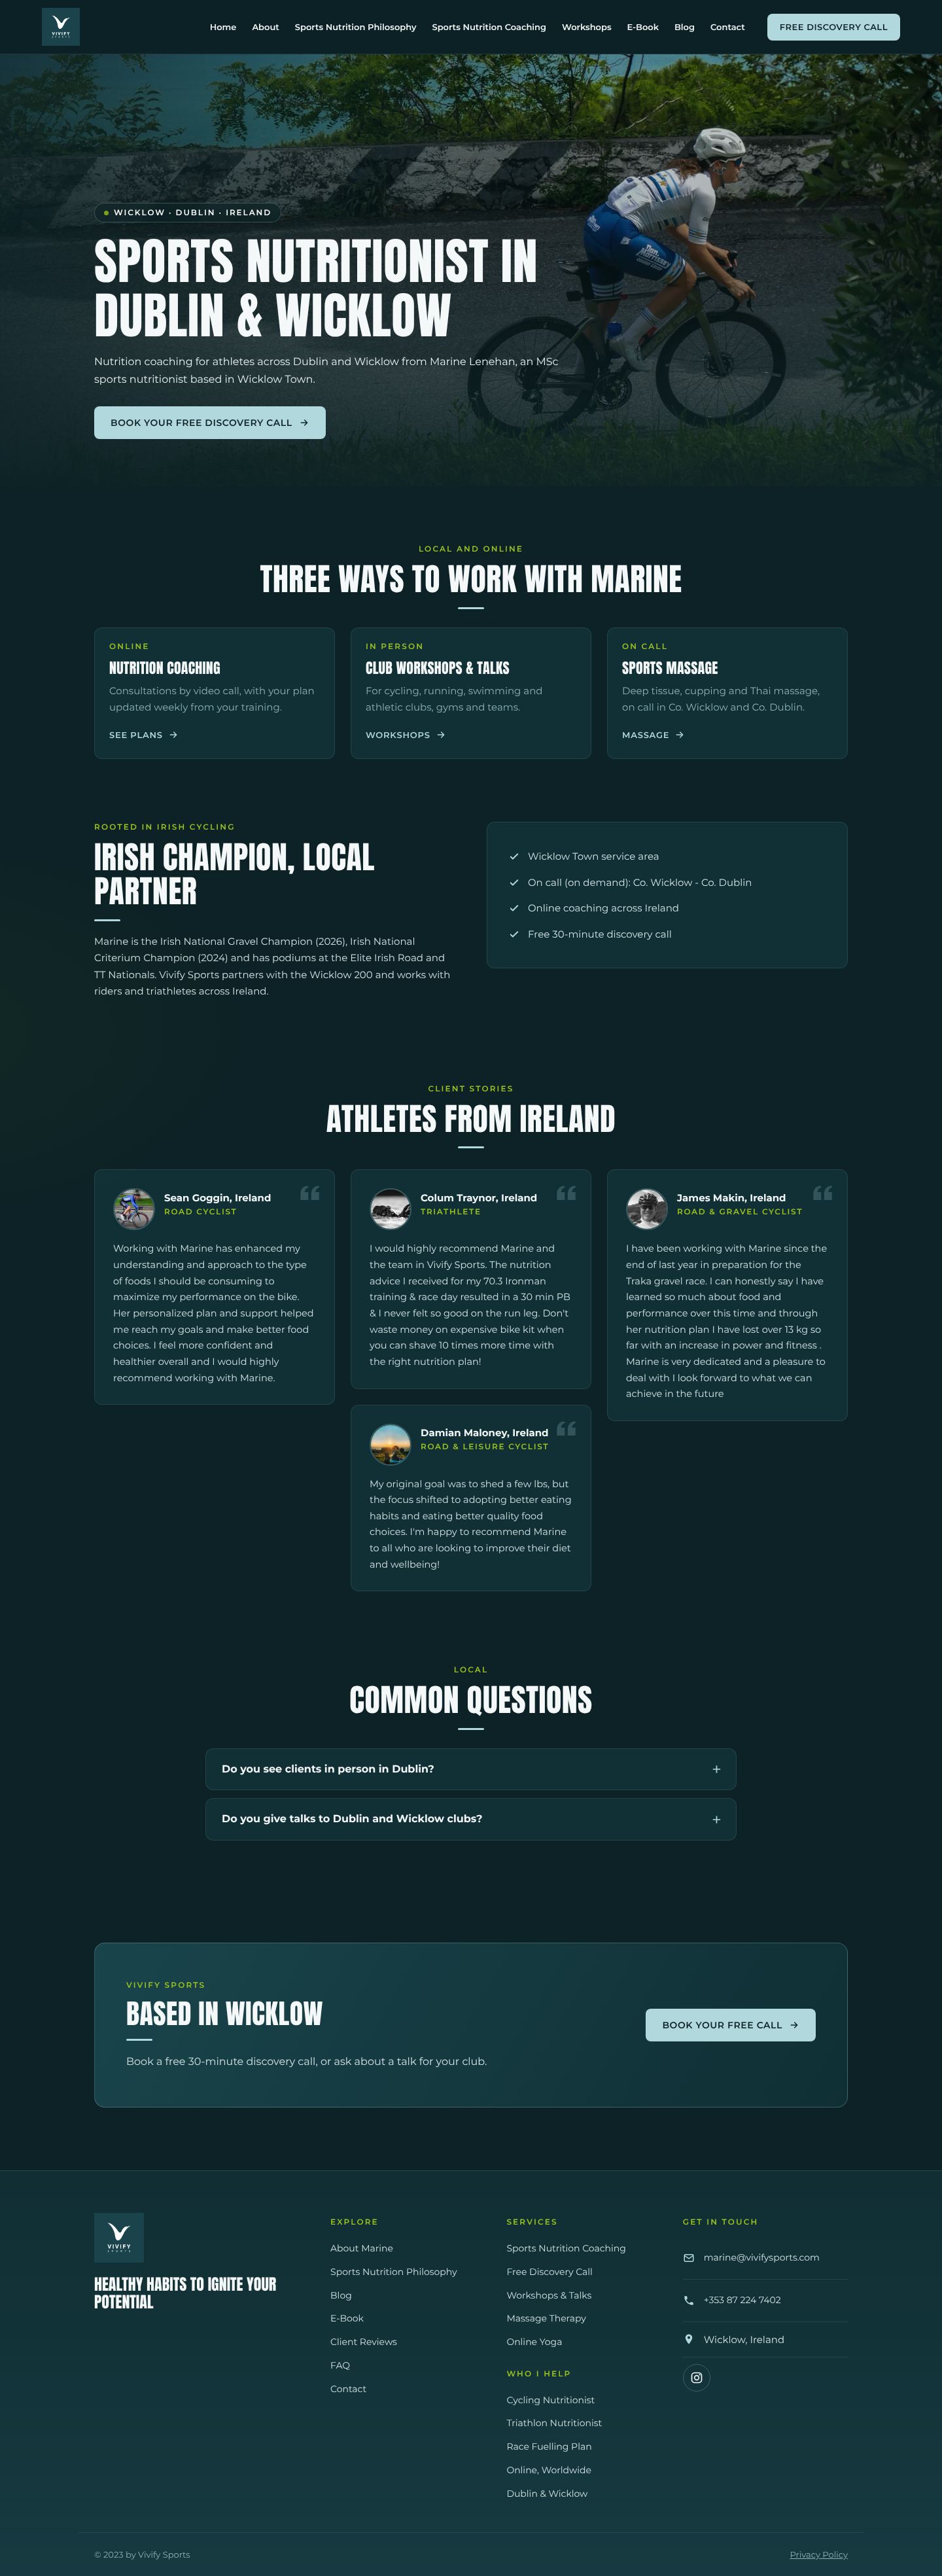 VIVIFY
SPORTS
Home About Sports Nutrition Philosophy Sports Nutrition Coaching Workshops E-Book Blog Contact FREE DISCOVERY CALL
WICKLOW · DUBLIN · IRELAND
SPORTS NUTRITIONIST IN
DUBLIN & WICKLOW
Nutrition coaching for athletes across Dublin and Wicklow from Marine Lenehan, an MSc
sports nutritionist based in Wicklow Town.
BOOK YOUR FREE DISCOVERY CALL →
LOCAL AND ONLINE
THREE WAYS TO WORK WITH MARINE
ONLINE
NUTRITION COACHING
Consultations by video call, with your plan
updated weekly from your training.
SEE PLANS →
IN PERSON
CLUB WORKSHOPS & TALKS
For cycling, running, swimming and
athletic clubs, gyms and teams.
WORKSHOPS →
ON CALL
SPORTS MASSAGE
Deep tissue, cupping and Thai massage,
on call in Co. Wicklow and Co. Dublin.
MASSAGE →
ROOTED IN IRISH CYCLING
IRISH CHAMPION, LOCAL
PARTNER
Marine is the Irish National Gravel Champion (2026), Irish National
Criterium Champion (2024) and has podiums at the Elite Irish Road and
TT Nationals. Vivify Sports partners with the Wicklow 200 and works with
riders and triathletes across Ireland.
Wicklow Town service area
On call (on demand): Co. Wicklow - Co. Dublin
Online coaching across Ireland
Free 30-minute discovery call
CLIENT STORIES
ATHLETES FROM IRELAND
Sean Goggin, Ireland
ROAD CYCLIST
Working with Marine has enhanced my
understanding and approach to the type
of foods I should be consuming to
maximize my performance on the bike.
Her personalized plan and support helped
me reach my goals and make better food
choices. I feel more confident and
healthier overall and I would highly
recommend working with Marine.
Colum Traynor, Ireland
TRIATHLETE
I would highly recommend Marine and
the team in Vivify Sports. The nutrition
advice I received for my 70.3 Ironman
training & race day resulted in a 30 min PB
& I never felt so good on the run leg. Don't
waste money on expensive bike kit when
you can shave 10 times more time with
the right nutrition plan!
James Makin, Ireland
ROAD & GRAVEL CYCLIST
I have been working with Marine since the
end of last year in preparation for the
Traka gravel race. I can honestly say I have
learned so much about food and
performance over this time and through
her nutrition plan I have lost over 13 kg so
far with an increase in power and fitness .
Marine is very dedicated and a pleasure to
deal with I look forward to what we can
achieve in the future
Damian Maloney, Ireland
ROAD & LEISURE CYCLIST
My original goal was to shed a few lbs, but
the focus shifted to adopting better eating
habits and eating better quality food
choices. I'm happy to recommend Marine
to all who are looking to improve their diet
and wellbeing!
LOCAL
COMMON QUESTIONS
Do you see clients in person in Dublin? +
Do you give talks to Dublin and Wicklow clubs? +
VIVIFY SPORTS
BASED IN WICKLOW
Book a free 30-minute discovery call, or ask about a talk for your club.
BOOK YOUR FREE CALL →
VIVIFY
SPORTS
HEALTHY HABITS TO IGNITE YOUR
POTENTIAL
EXPLORE
About Marine
Sports Nutrition Philosophy
Blog
E-Book
Client Reviews
FAQ
Contact
SERVICES
Sports Nutrition Coaching
Free Discovery Call
Workshops & Talks
Massage Therapy
Online Yoga
WHO I HELP
Cycling Nutritionist
Triathlon Nutritionist
Race Fuelling Plan
Online, Worldwide
Dublin & Wicklow
GET IN TOUCH
marine@vivifysports.com
+353 87 224 7402
Wicklow, Ireland
© 2023 by Vivify Sports
Privacy Policy